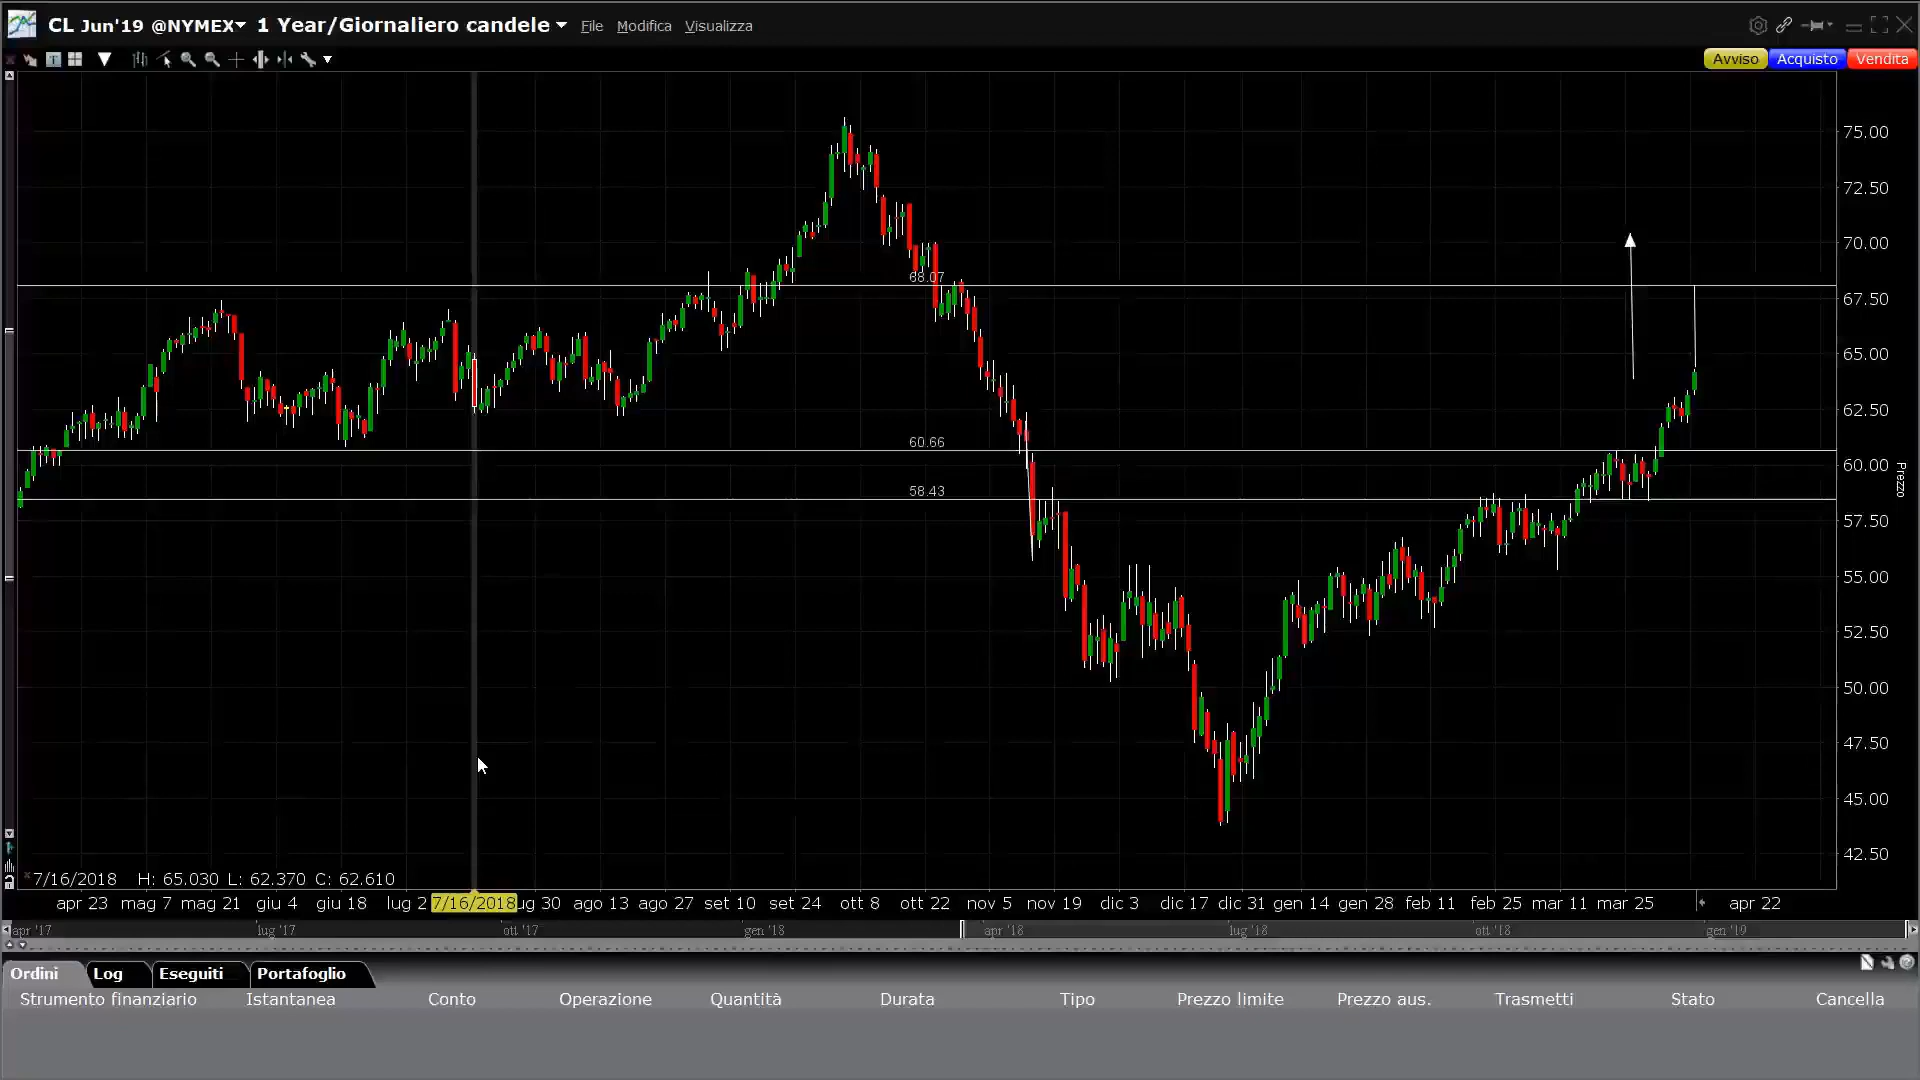 CL Jun'19 @NYMEX 1 Year/Giornaliero candele File Modifica Visualizza
Avviso Acquisto Vendita
75.00
72.50
70.00
68.07
67.50
65.00
62.50
60.66
60.00
Prezzo
58.43
57.50
55.00
52.50
50.00
47.50
45.00
42.50
7/16/2018 H: 65.030 L: 62.370 C: 62.610
apr 23 mag 7 mag 21 giu 4 giu 18 lug 2 7/16/2018 ug 30 ago 13 ago 27 set 10 set 24 ott 8 ott 22 nov 5 nov 19 dic 3 dic 17 dic 31 gen 14 gen 28 feb 11 feb 25 mar 11 mar 25 apr 22
apr '17 lug '17 ott '17 gen '18 apr '18 lug '18 ott '18 gen '19
Ordini Log Eseguiti Portafoglio
Strumento finanziario Istantanea Conto Operazione Quantità Durata Tipo Prezzo limite Prezzo aus. Trasmetti Stato Cancella